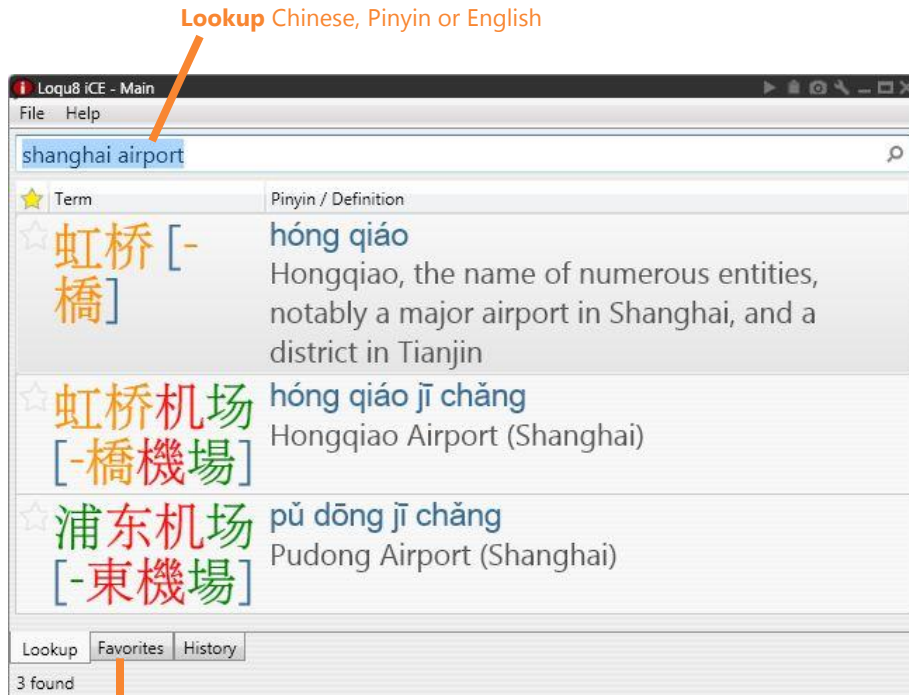 Lookup Chinese, Pinyin or English
Loqu8 iCE - Main
File Help
shanghai airport
Term Pinyin / Definition
虹桥 [-
橋]
hóng qiáo
Hongqiao, the name of numerous entities,
notably a major airport in Shanghai, and a
district in Tianjin
虹桥机场
[-橋機場]
hóng qiáo jī chǎng
Hongqiao Airport (Shanghai)
浦东机场
[-東機場]
pǔ dōng jī chǎng
Pudong Airport (Shanghai)
Lookup Favorites History
3 found